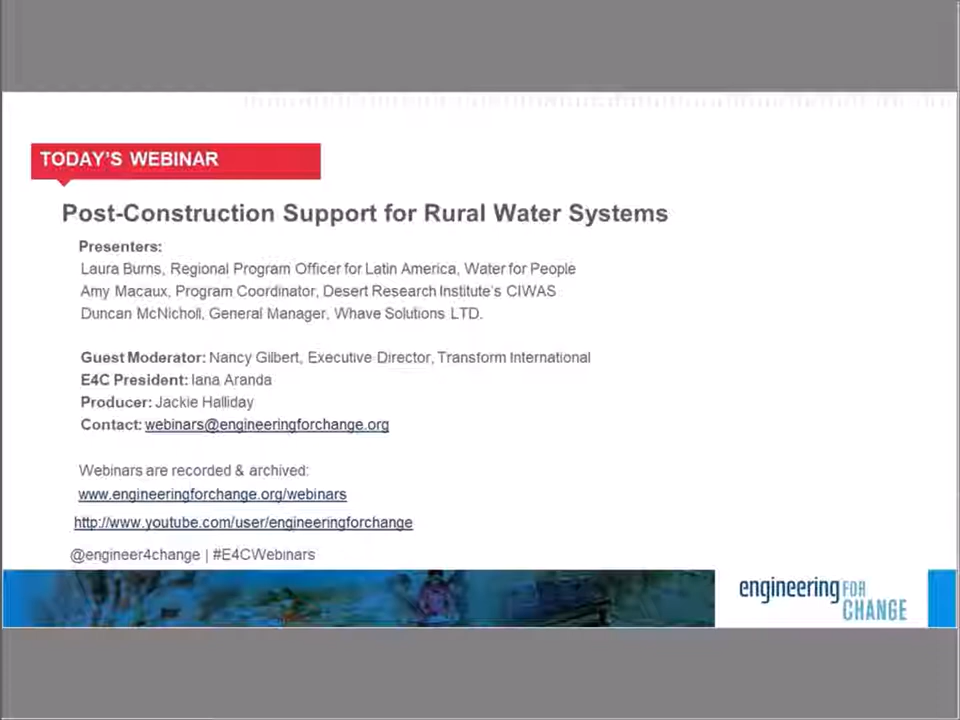 TODAY'S WEBINAR
Post-Construction Support for Rural Water Systems
Presenters:
Laura Burns, Regional Program Officer for Latin America, Water for People
Amy Macaux, Program Coordinator, Desert Research Institute's CIWAS
Duncan McNicholl, General Manager, Whave Solutions LTD.
Guest Moderator: Nancy Gilbert, Executive Director, Transform International
E4C President: Iana Aranda
Producer: Jackie Halliday
Contact: webinars@engineeringforchange.org
Webinars are recorded & archived:
www.engineeringforchange.org/webinars
http://www.youtube.com/user/engineeringforchange
@engineer4change | #E4CWebinars
engineering FOR
CHANGE